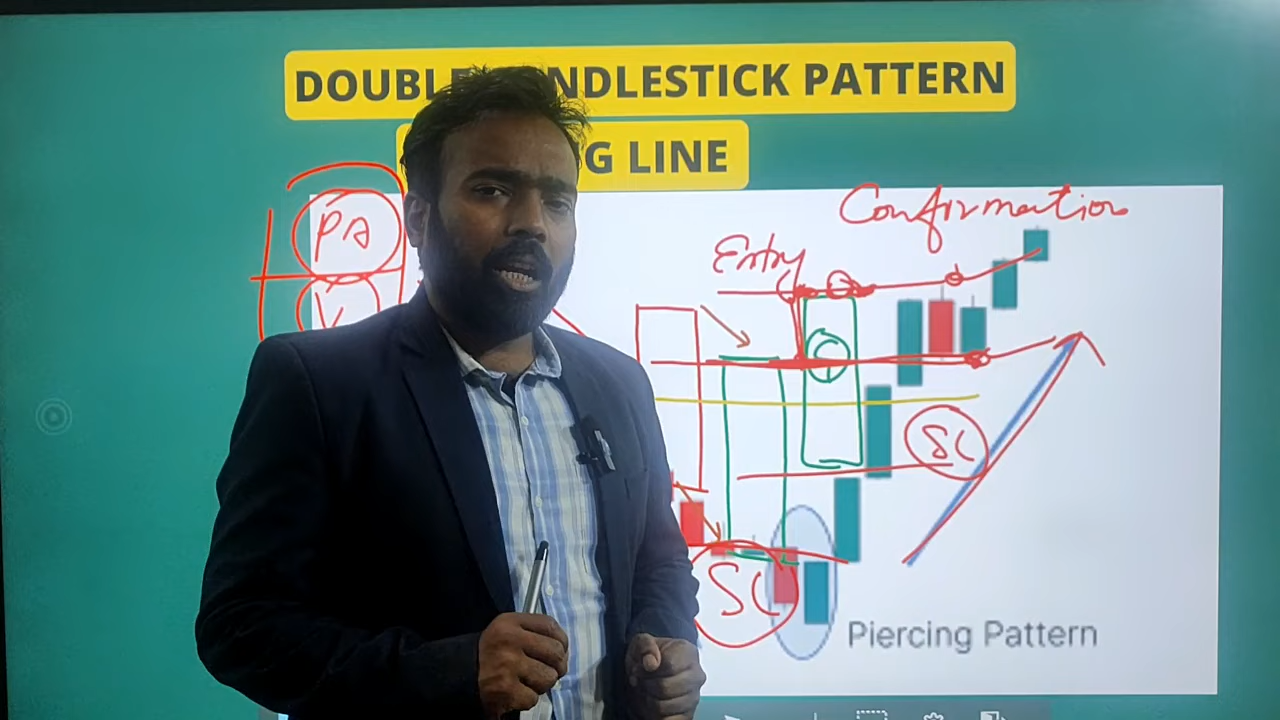 DOUBL NDLESTICK PATTERN
G LINE
Confirmation
PA
Entry
V
C
SL
SL
Piercing Pattern